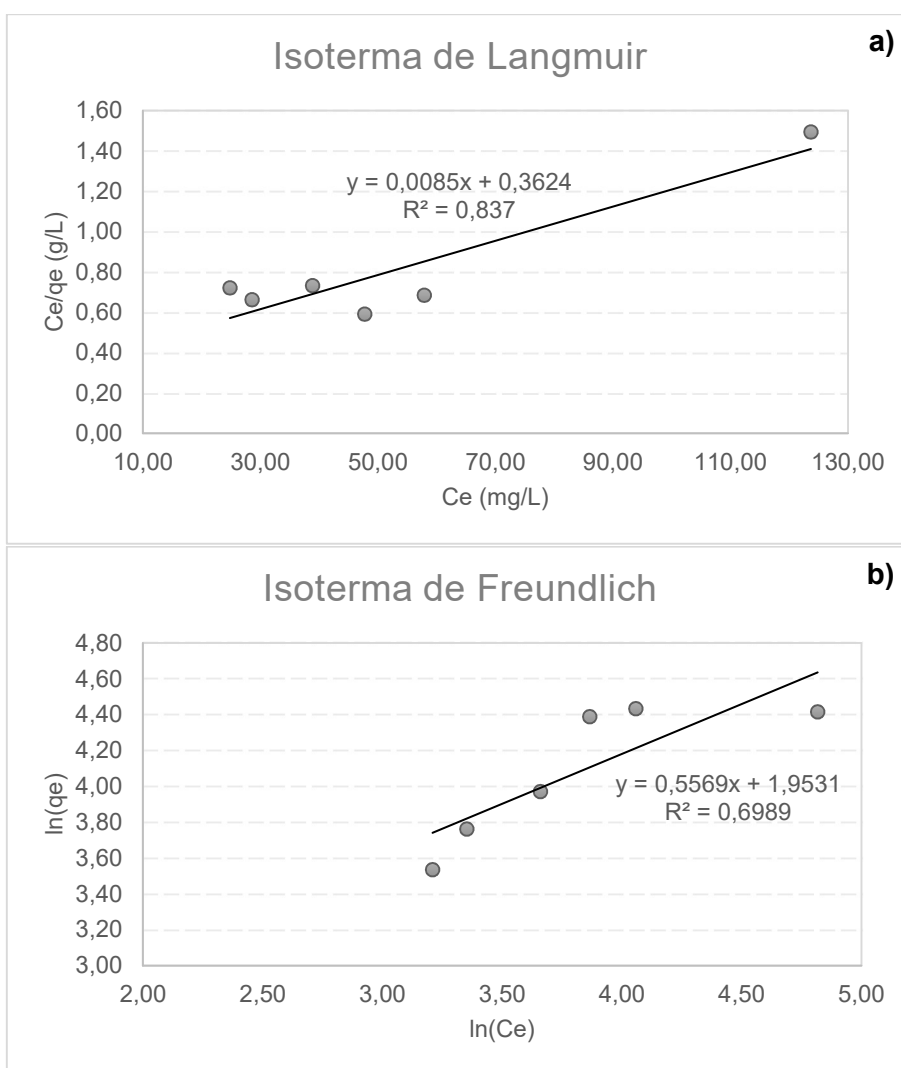 Isoterma de Langmuir
a)
1,60
1,40
1,20
1,00
0,80
0,60
0,40
0,20
0,00
Ce/qe (g/L)
y = 0,0085x + 0,3624
R² = 0,837
10,00 30,00 50,00 70,00 90,00 110,00 130,00
Ce (mg/L)
Isoterma de Freundlich
b)
4,80
4,60
4,40
4,20
4,00
3,80
3,60
3,40
3,20
3,00
ln(qe)
y = 0,5569x + 1,9531
R² = 0,6989
2,00 2,50 3,00 3,50 4,00 4,50 5,00
ln(Ce)